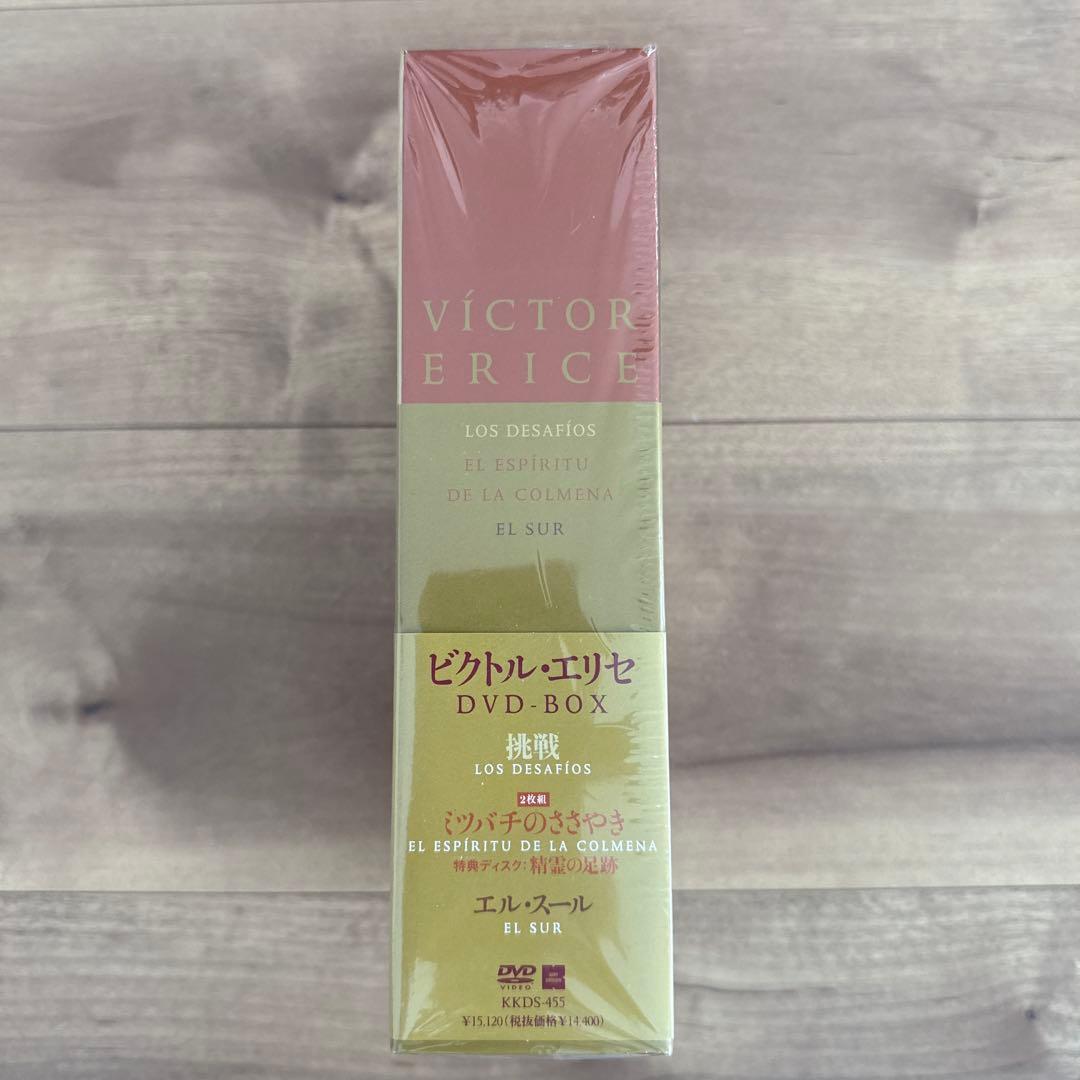 VÍCTOR
ERICE
LOS DESAFÍOS
EL ESPÍRITU
DE LA COLMENA
EL SUR
ビクトル・エリセ
DVD-BOX
挑戦
LOS DESAFÍOS
2枚組
ミツバチのささやき
EL ESPÍRITU DE LA COLMENA
特典ディスク:精霊の足跡
エル・スール
EL SUR
DVD
VIDEO
KKDS-455
¥15,120(税抜価格¥14,400)